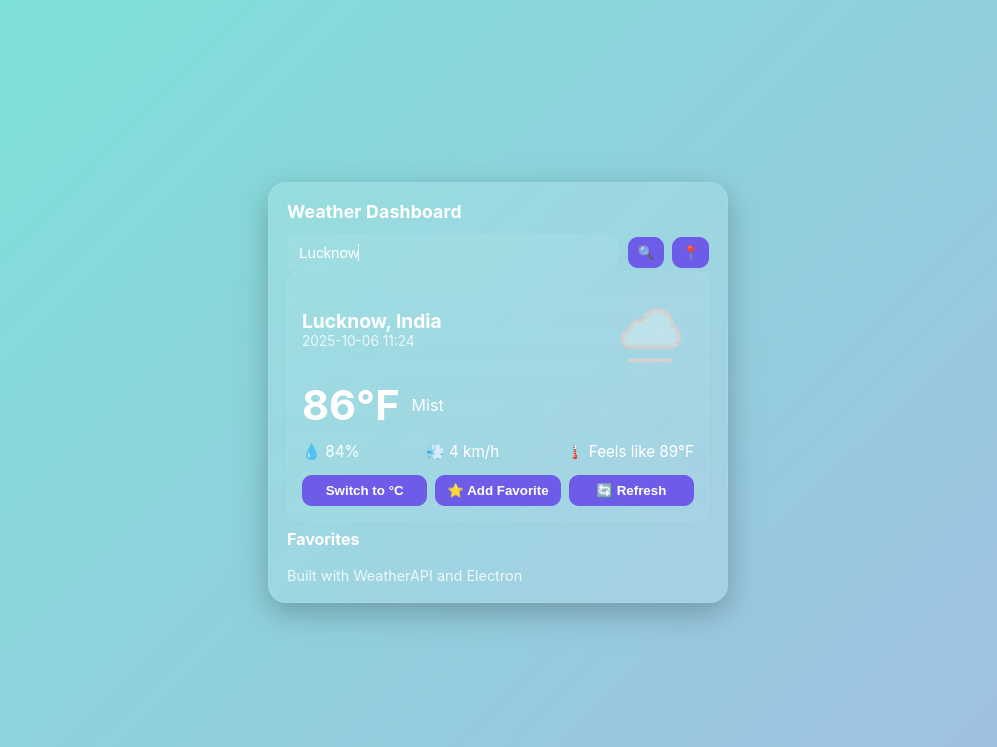 Weather Dashboard
Lucknow
Lucknow, India
2025-10-06 11:24
86°F Mist
84% 4 km/h Feels like 89°F
Switch to °C Add Favorite Refresh
Favorites
Built with WeatherAPI and Electron